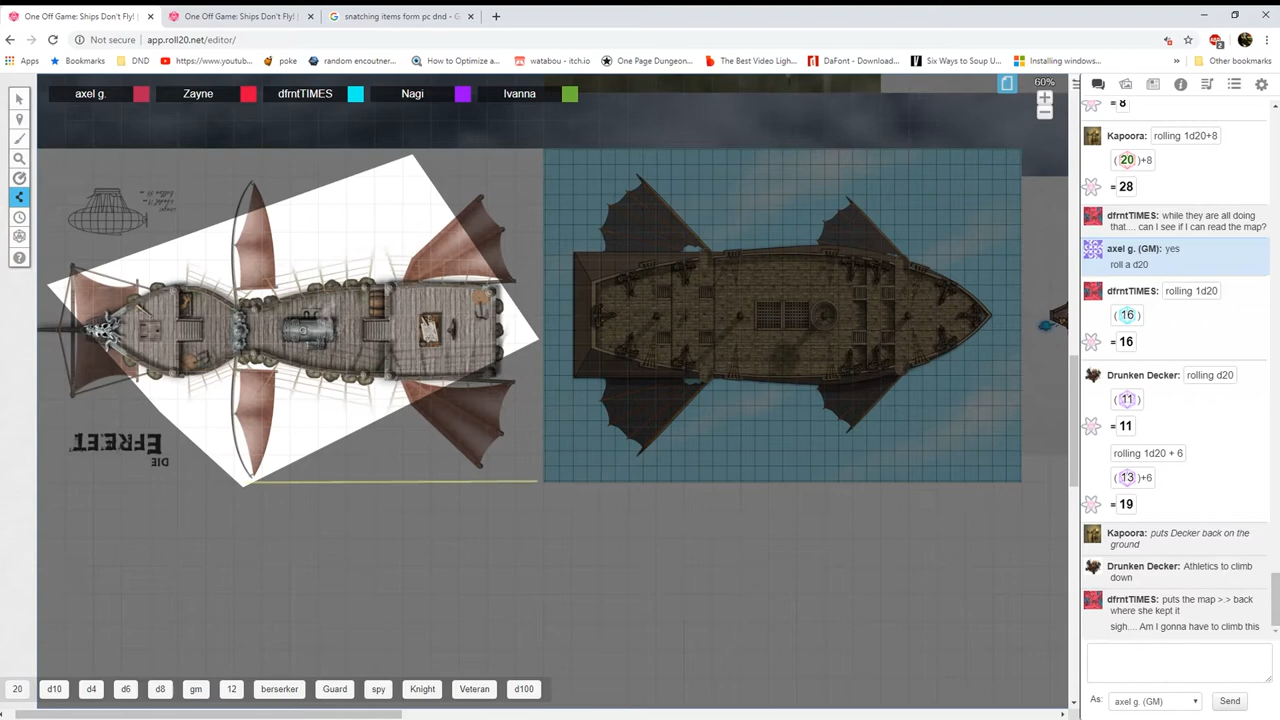 One Off Game: Ships Don't Fly! |
One Off Game: Ships Don't Fly! |
snatching items form pc dnd - G
Not secure | app.roll20.net/editor/
2
Apps
Bookmarks
DND
https://www.youtub...
poke
random encoutner...
How to Optimize a...
watabou - itch.io
One Page Dungeon...
The Best Video Ligh...
DaFont - Download...
Six Ways to Soup U...
Installing windows...
»
Other bookmarks
axel g.
Zayne
dfrntTIMES
Nagi
Ivanna
60%
EFREET
DIE
= 8
Kapoora: rolling 1d20+8
(20)+8
= 28
dfrntTIMES: while they are all doing
that.... can I see if I can read the map?
axel g. (GM): yes
roll a d20
dfrntTIMES: rolling 1d20
(16)
= 16
Drunken Decker: rolling d20
(11)
= 11
rolling 1d20 + 6
(13)+6
= 19
Kapoora: puts Decker back on the
ground
Drunken Decker: Athletics to climb
down
dfrntTIMES: puts the map >.> back
where she kept it
sigh.... Am I gonna have to climb this
20
d10
d4
d6
d8
gm
12
berserker
Guard
spy
Knight
Veteran
d100
As:
axel g. (GM)
Send